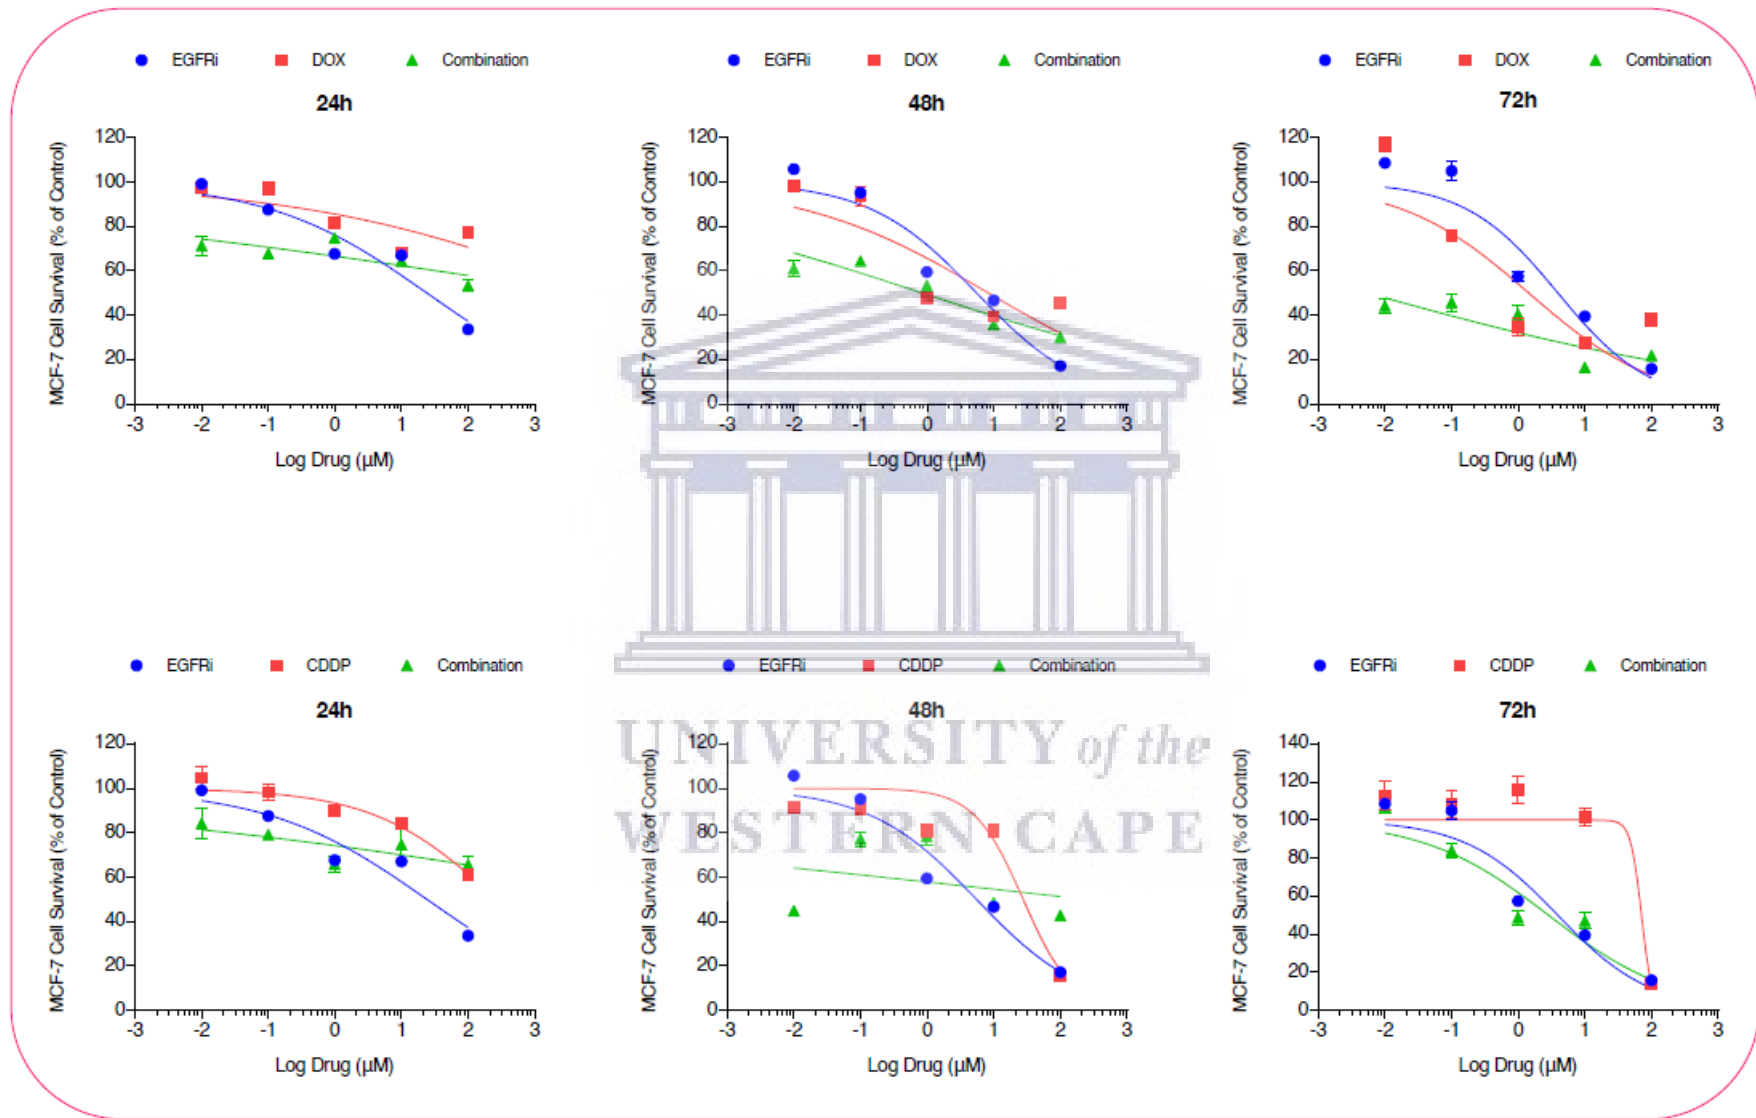 EGFRi DOX Combination
24h
MCF-7 Cell Survival (% of Control)
120
100
80
60
40
20
0
-3 -2 -1 0 1 2 3
Log Drug (µM)
EGFRi DOX Combination
48h
MCF-7 Cell Survival (% of Control)
120
100
80
60
40
20
0
-3 -2 -1 0 1 2 3
Log Drug (µM)
EGFRi DOX Combination
72h
MCF-7 Cell Survival (% of Control)
120
100
80
60
40
20
0
-3 -2 -1 0 1 2 3
Log Drug (µM)
EGFRi CDDP Combination
24h
MCF-7 Cell Survival (% of Control)
120
100
80
60
40
20
0
-3 -2 -1 0 1 2 3
Log Drug (µM)
EGFRi CDDP Combination
48h
MCF-7 Cell Survival (% of Control)
120
100
80
60
40
20
0
-3 -2 -1 0 1 2 3
Log Drug (µM)
EGFRi CDDP Combination
72h
MCF-7 Cell Survival (% of Control)
140
120
100
80
60
40
20
0
-3 -2 -1 0 1 2 3
Log Drug (µM)
UNIVERSITY of the
WESTERN CAPE